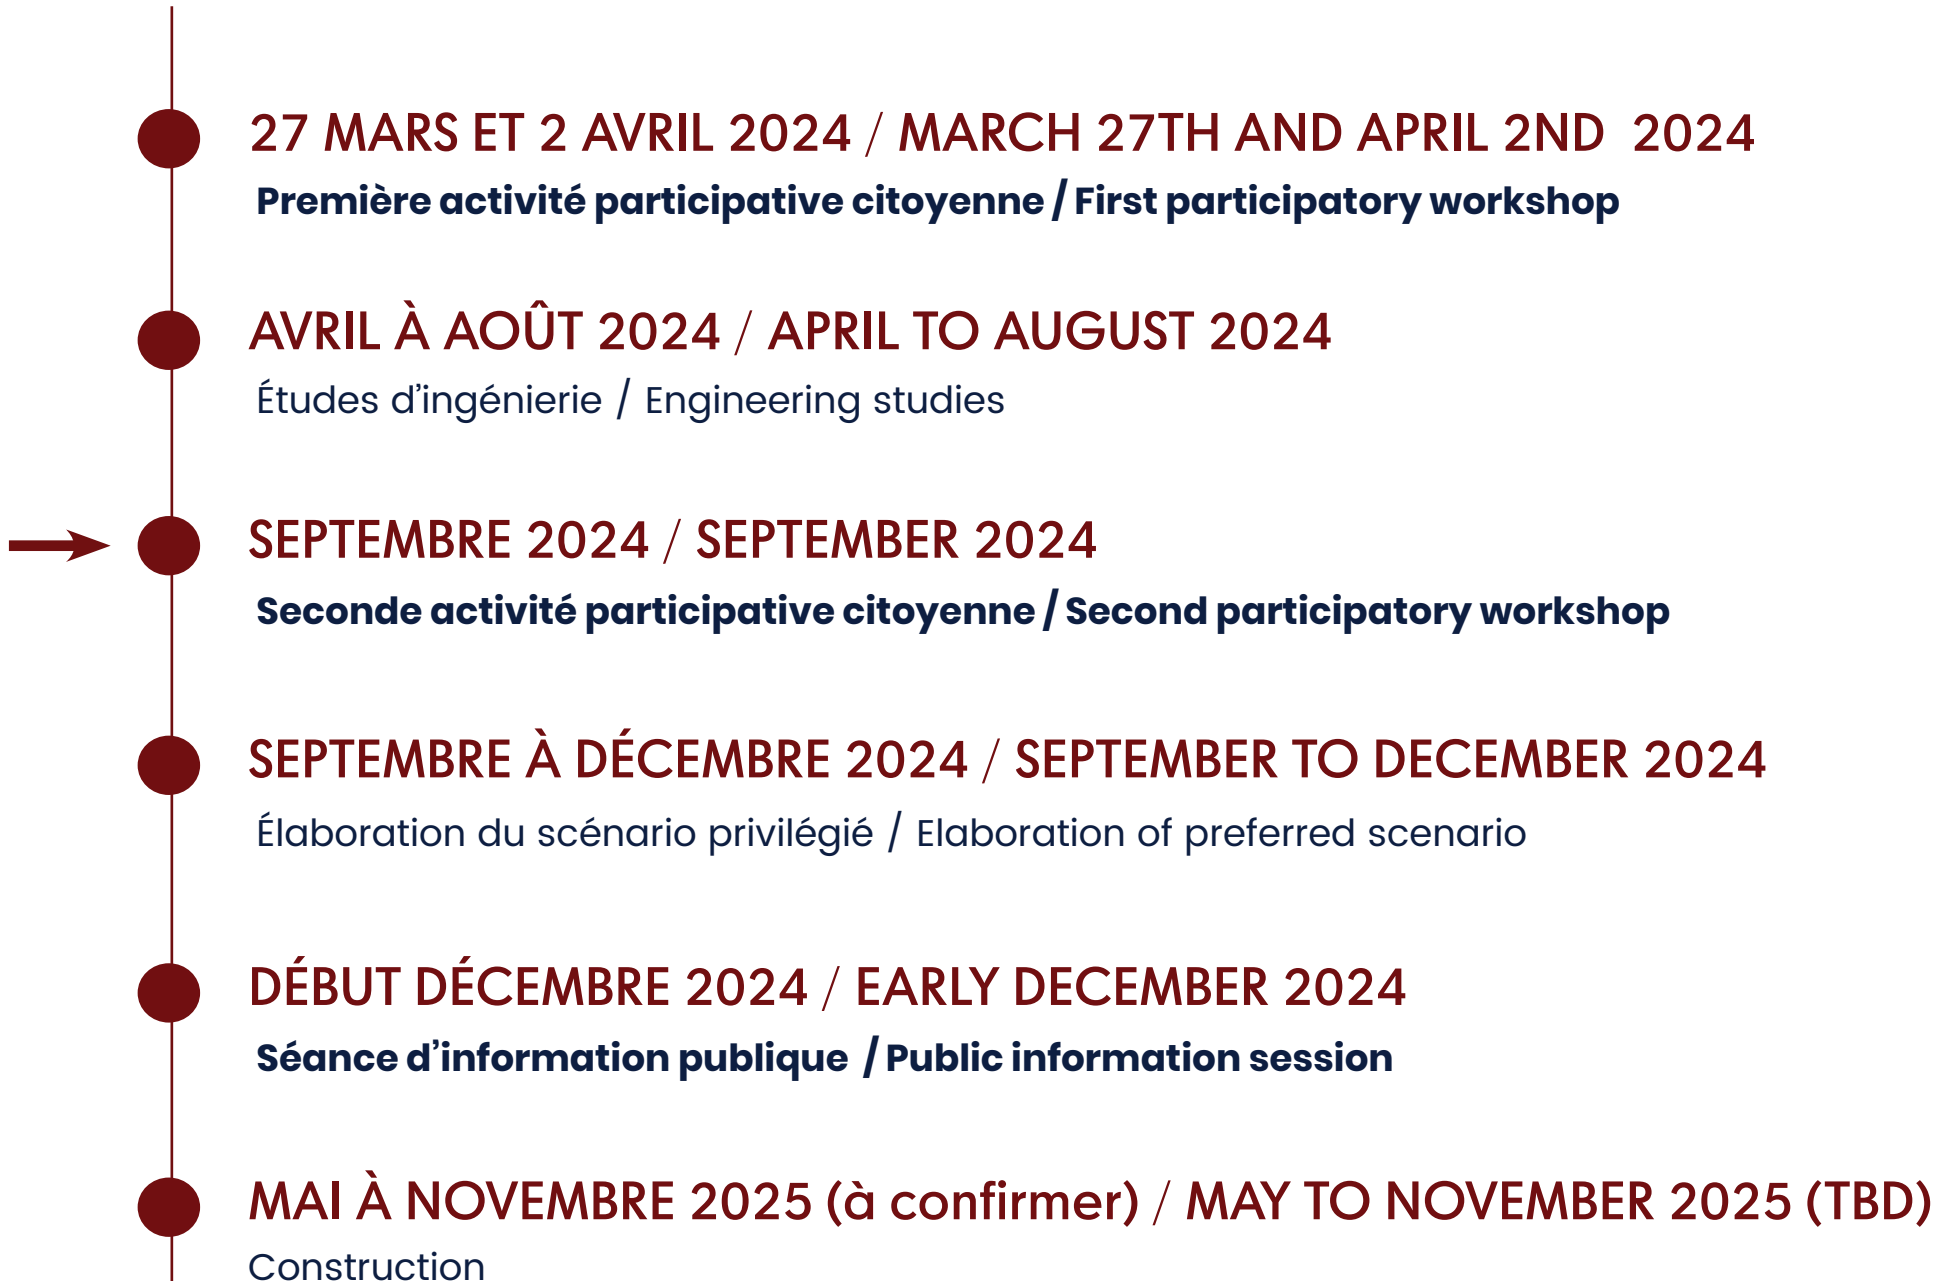 27 MARS ET 2 AVRIL 2024 / MARCH 27TH AND APRIL 2ND 2024
Première activité participative citoyenne / First participatory workshop
AVRIL À AOÛT 2024 / APRIL TO AUGUST 2024
Études d’ingénierie / Engineering studies
SEPTEMBRE 2024 / SEPTEMBER 2024
Seconde activité participative citoyenne / Second participatory workshop
SEPTEMBRE À DÉCEMBRE 2024 / SEPTEMBER TO DECEMBER 2024
Élaboration du scénario privilégié / Elaboration of preferred scenario
DÉBUT DÉCEMBRE 2024 / EARLY DECEMBER 2024
Séance d’information publique / Public information session
MAI À NOVEMBRE 2025 (à confirmer) / MAY TO NOVEMBER 2025 (TBD)
Construction